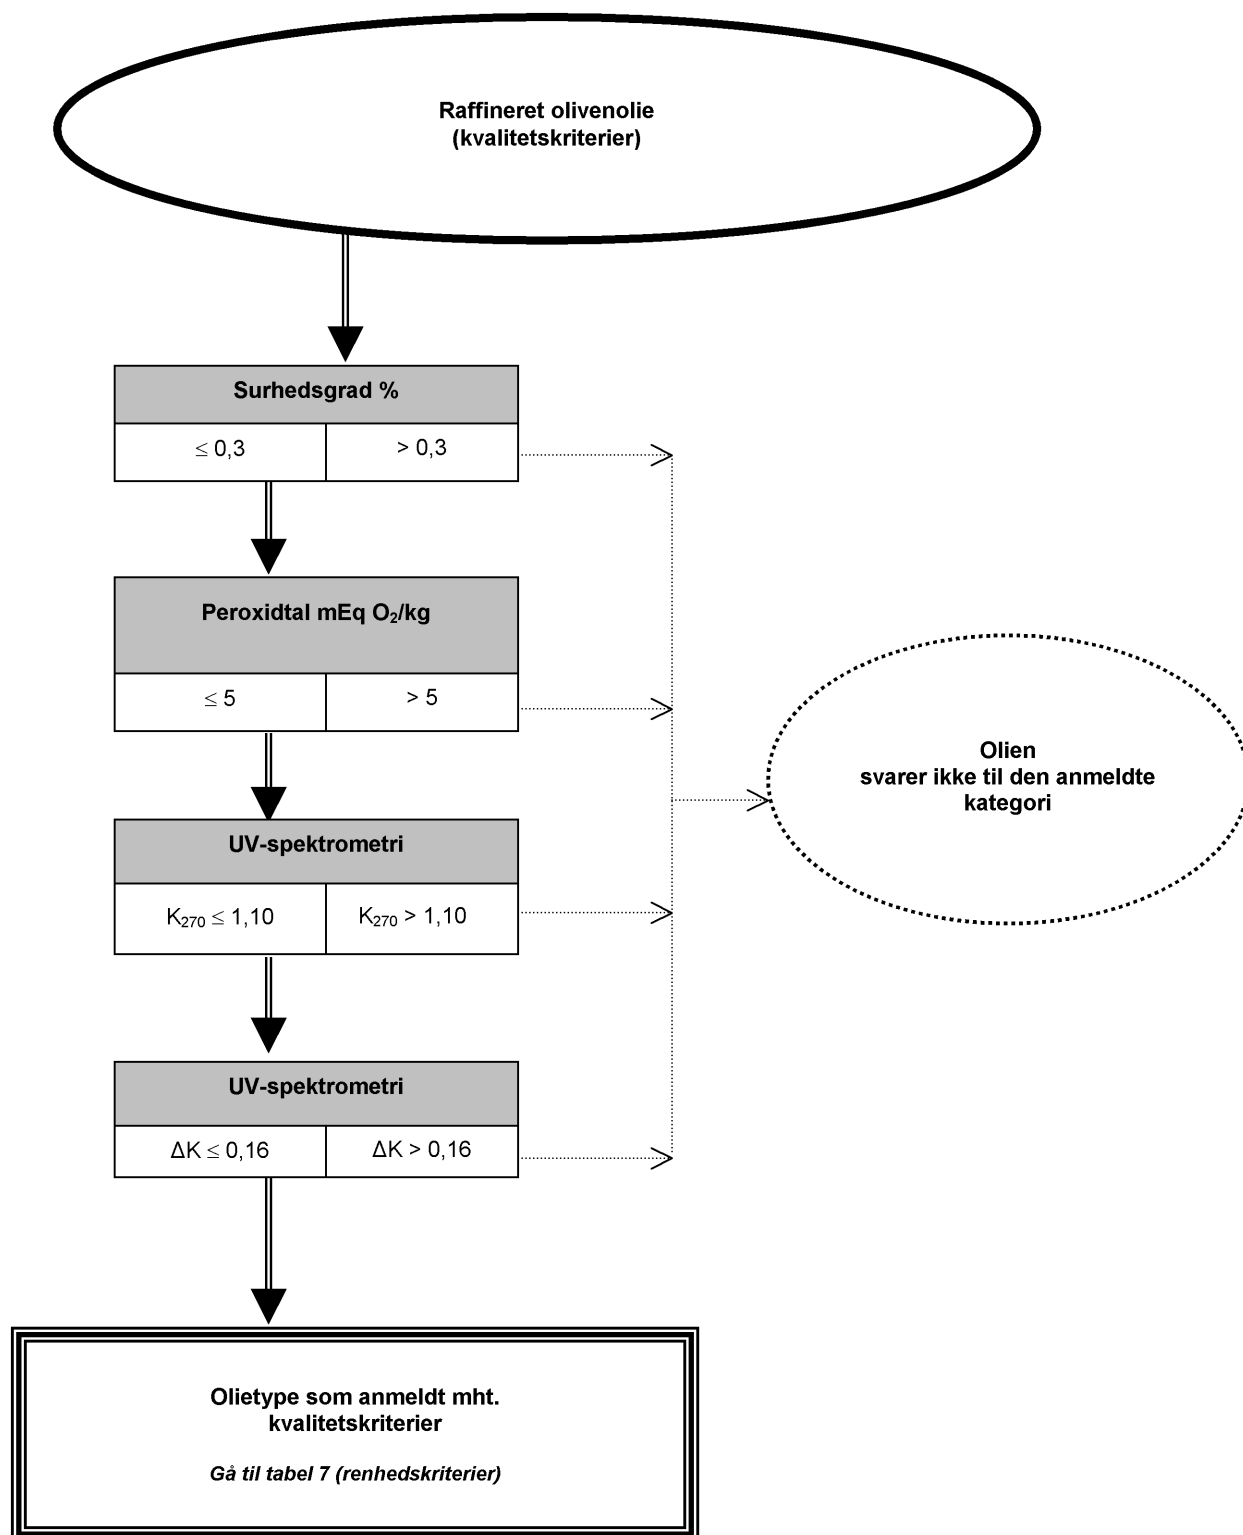 Raffineret olivenolie
(kvalitetskriterier)
Surhedsgrad %
≤ 0,3
> 0,3
Peroxidtal mEq O₂/kg
≤ 5
> 5
Olien
svarer ikke til den anmeldte
kategori
UV-spektrometri
K₂₇₀ ≤ 1,10
K₂₇₀ > 1,10
UV-spektrometri
ΔK ≤ 0,16
ΔK > 0,16
Olietype som anmeldt mht.
kvalitetskriterier
Gå til tabel 7 (renhedskriterier)